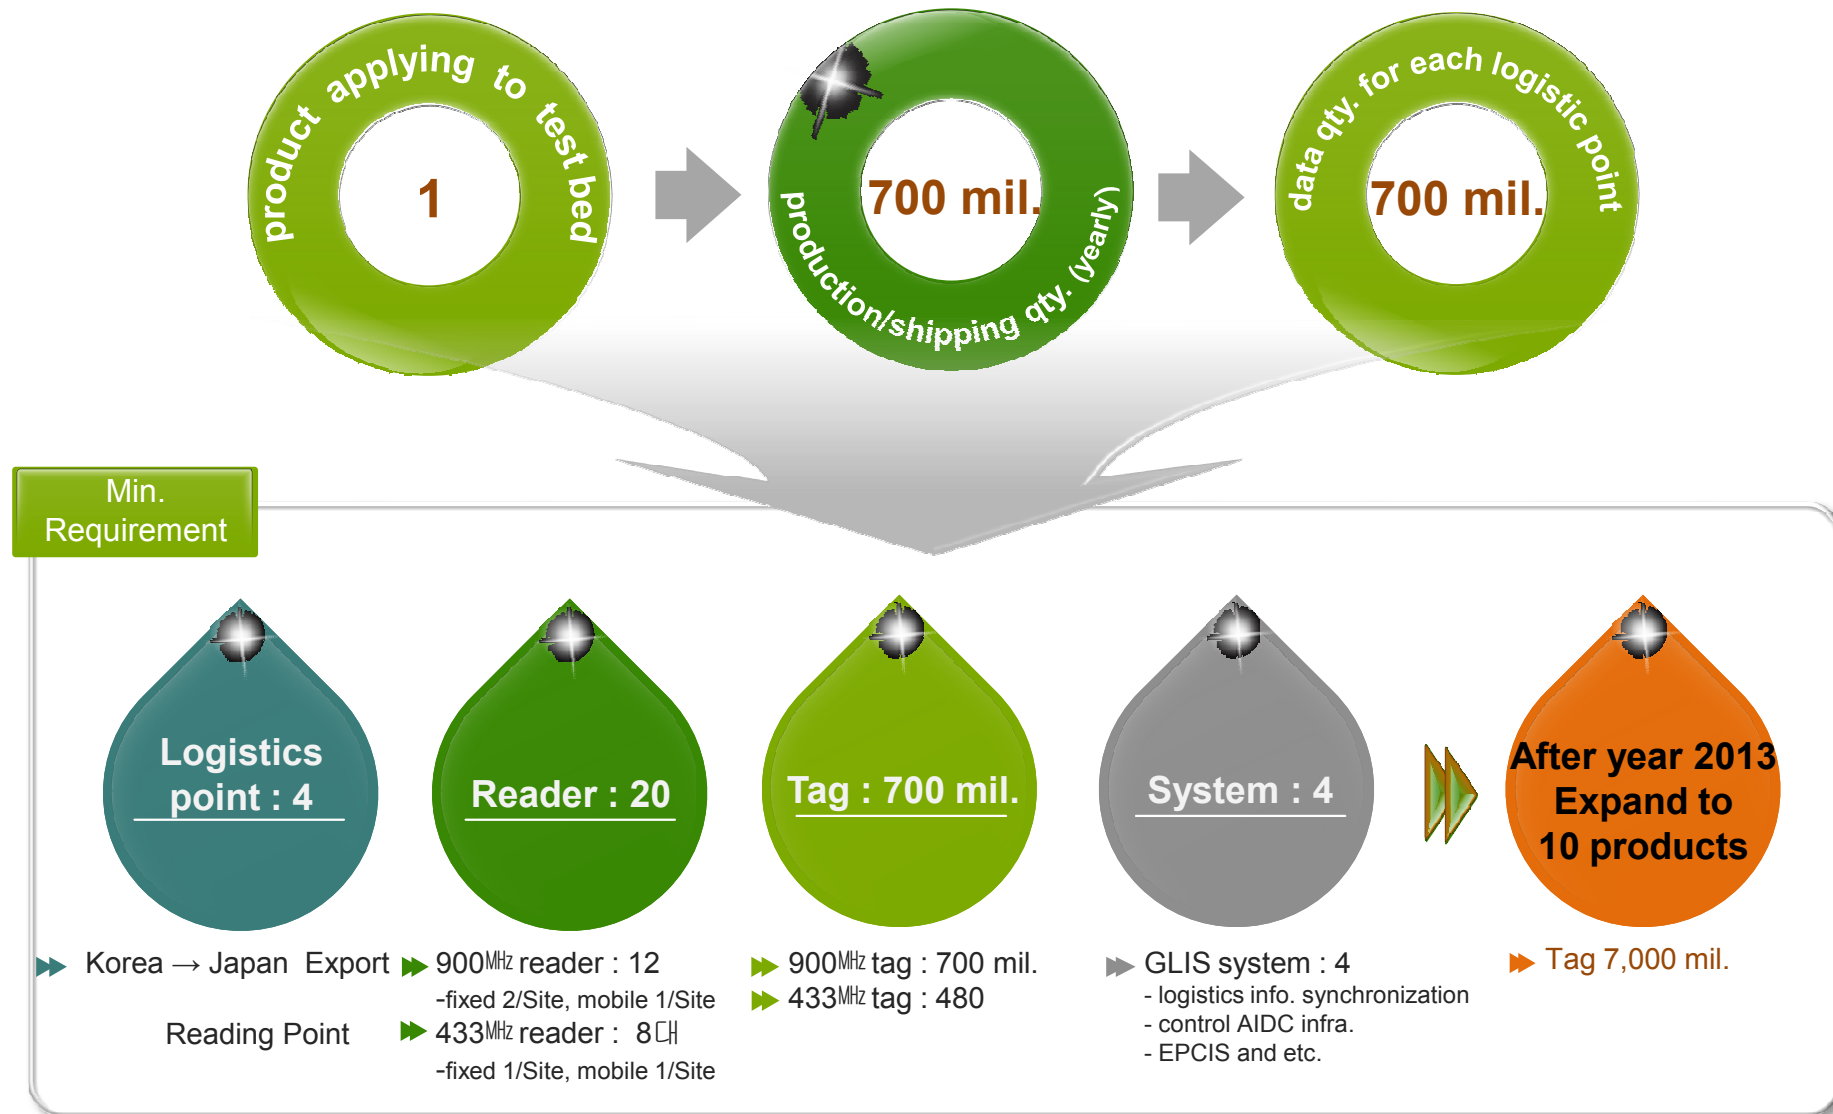 product applying to test bed
1
700 mil.
production/shipping qty. (yearly)
data qty. for each logistic point
700 mil.
Min.
Requirement
Logistics
point : 4
Reader : 20
Tag : 700 mil.
System : 4
After year 2013
Expand to
10 products
Korea → Japan Export
Reading Point
900㎒ reader : 12
-fixed 2/Site, mobile 1/Site
433㎒ reader : 8대
-fixed 1/Site, mobile 1/Site
900㎒ tag : 700 mil.
433㎒ tag : 480
GLIS system : 4
- logistics info. synchronization
- control AIDC infra.
- EPCIS and etc.
Tag 7,000 mil.